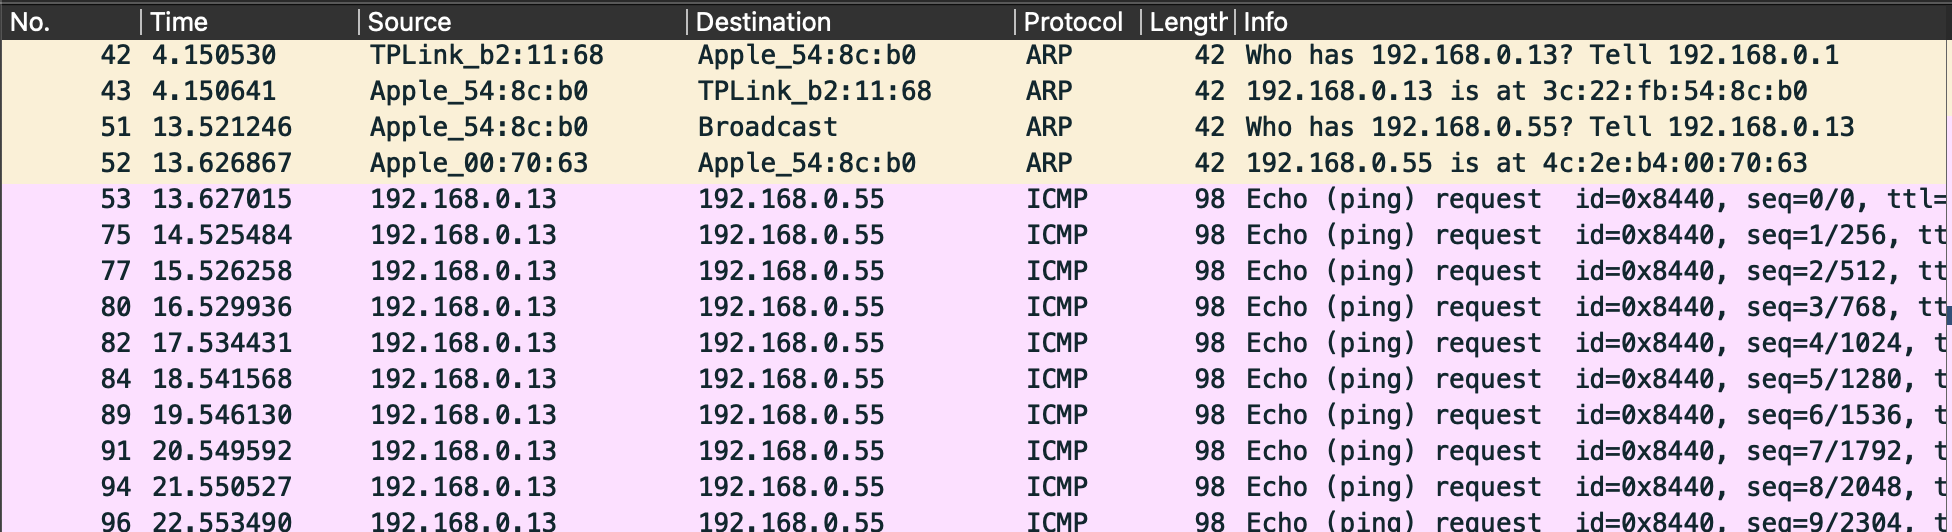 No. Time Source Destination Protocol Length Info
42 4.150530 TPLink_b2:11:68 Apple_54:8c:b0 ARP 42 Who has 192.168.0.13? Tell 192.168.0.1
43 4.150641 Apple_54:8c:b0 TPLink_b2:11:68 ARP 42 192.168.0.13 is at 3c:22:fb:54:8c:b0
51 13.521246 Apple_54:8c:b0 Broadcast ARP 42 Who has 192.168.0.55? Tell 192.168.0.13
52 13.626867 Apple_00:70:63 Apple_54:8c:b0 ARP 42 192.168.0.55 is at 4c:2e:b4:00:70:63
53 13.627015 192.168.0.13 192.168.0.55 ICMP 98 Echo (ping) request id=0x8440, seq=0/0, ttl=
75 14.525484 192.168.0.13 192.168.0.55 ICMP 98 Echo (ping) request id=0x8440, seq=1/256, tt
77 15.526258 192.168.0.13 192.168.0.55 ICMP 98 Echo (ping) request id=0x8440, seq=2/512, tt
80 16.529936 192.168.0.13 192.168.0.55 ICMP 98 Echo (ping) request id=0x8440, seq=3/768, tt
82 17.534431 192.168.0.13 192.168.0.55 ICMP 98 Echo (ping) request id=0x8440, seq=4/1024, t
84 18.541568 192.168.0.13 192.168.0.55 ICMP 98 Echo (ping) request id=0x8440, seq=5/1280, t
89 19.546130 192.168.0.13 192.168.0.55 ICMP 98 Echo (ping) request id=0x8440, seq=6/1536, t
91 20.549592 192.168.0.13 192.168.0.55 ICMP 98 Echo (ping) request id=0x8440, seq=7/1792, t
94 21.550527 192.168.0.13 192.168.0.55 ICMP 98 Echo (ping) request id=0x8440, seq=8/2048, t
96 22.553490 192.168.0.13 192.168.0.55 ICMP 98 Echo (ping) request id=0x8440, seq=9/2304, t